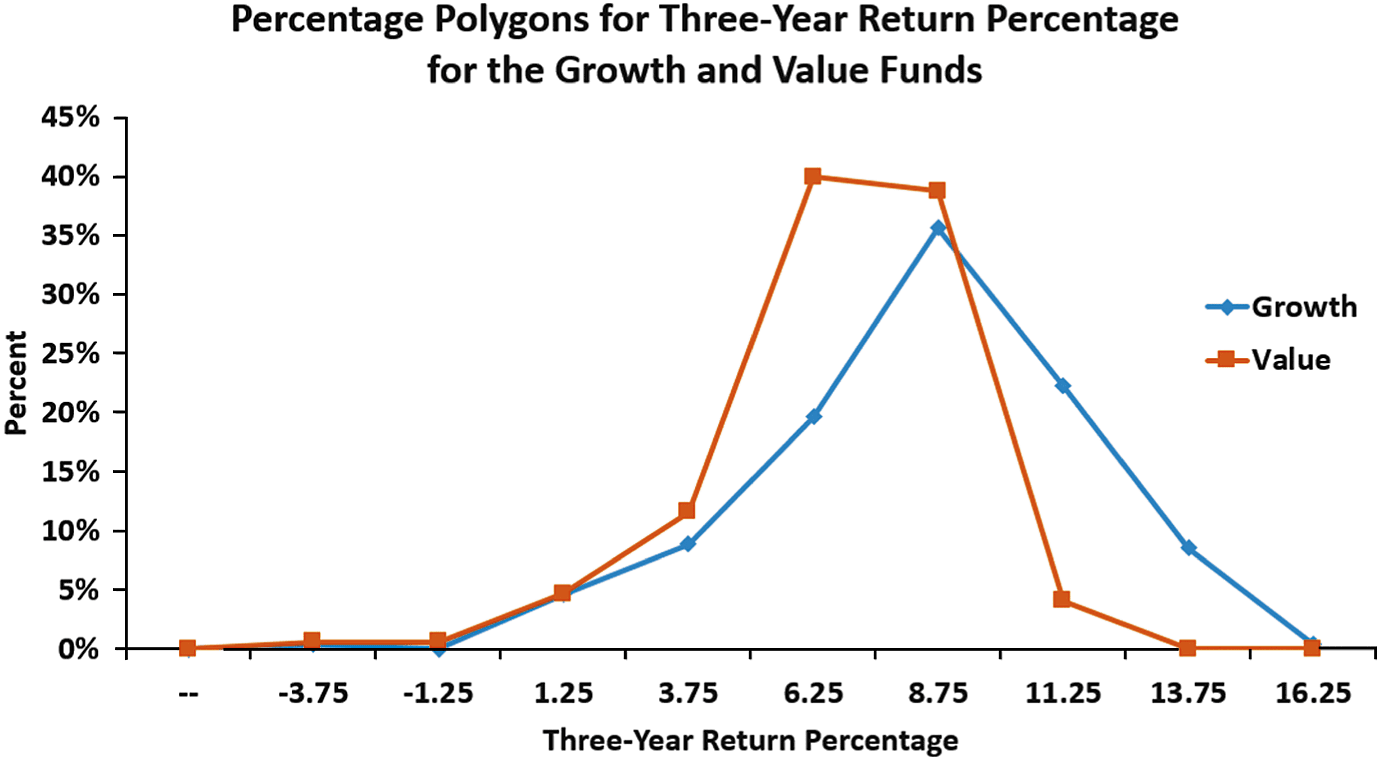 Percentage Polygons for Three-Year Return Percentage
for the Growth and Value Funds
45%
40%
35%
30%
25%
20%
15%
10%
5%
0%
Percent
Growth
Value
-- -3.75 -1.25 1.25 3.75 6.25 8.75 11.25 13.75 16.25
Three-Year Return Percentage